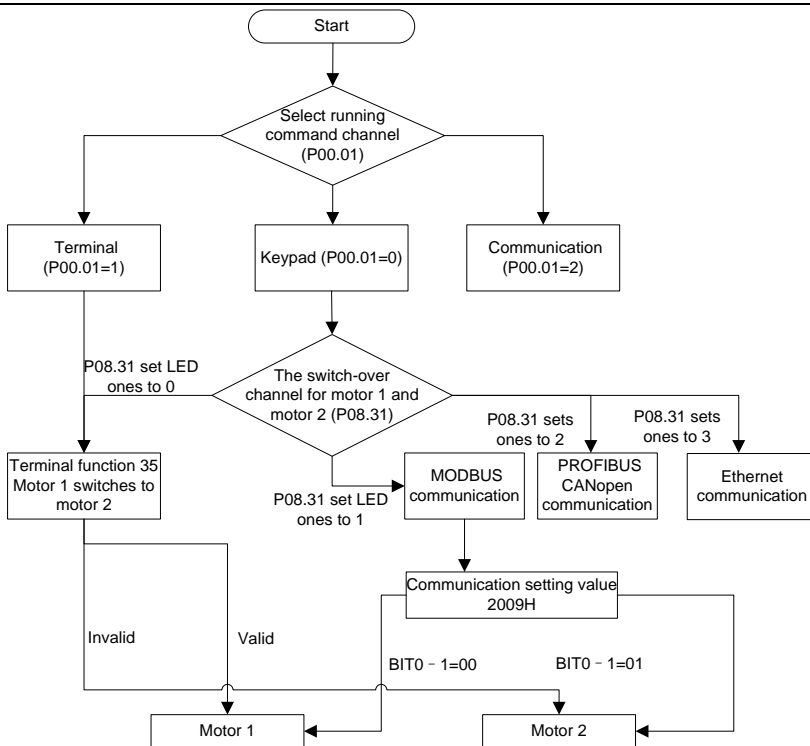 Start
Select running
command channel
(P00.01)
Terminal
(P00.01=1)
Keypad (P00.01=0)
Communication
(P00.01=2)
P08.31 set LED
ones to 0
The switch-over
channel for motor 1 and
motor 2 (P08.31)
P08.31 sets
ones to 2
P08.31 sets
ones to 3
Terminal function 35
Motor 1 switches to
motor 2
P08.31 set LED
ones to 1
MODBUS
communication
PROFIBUS
CANopen
communication
Ethernet
communication
Communication setting value
2009H
Invalid
Valid
BIT0﹣1=00
BIT0﹣1=01
Motor 1
Motor 2